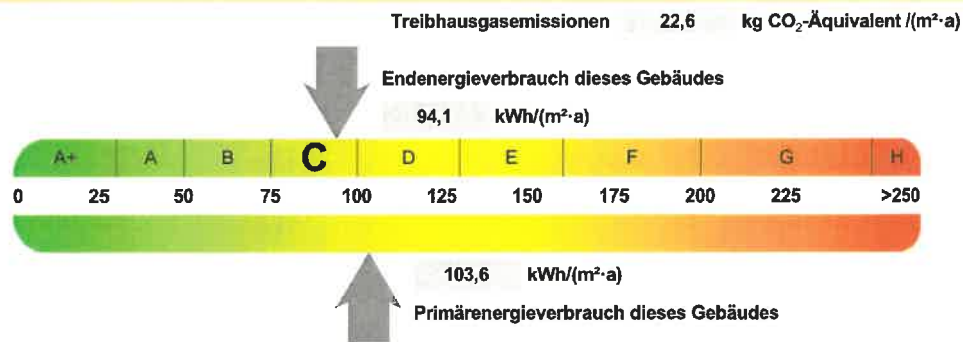 Treibhausgasemissionen 22,6 kg CO₂-Äquivalent /(m²·a)
Endenergieverbrauch dieses Gebäudes
94,1 kWh/(m²·a)
A+ A B C D E F G H
0 25 50 75 100 125 150 175 200 225 >250
103,6 kWh/(m²·a)
Primärenergieverbrauch dieses Gebäudes